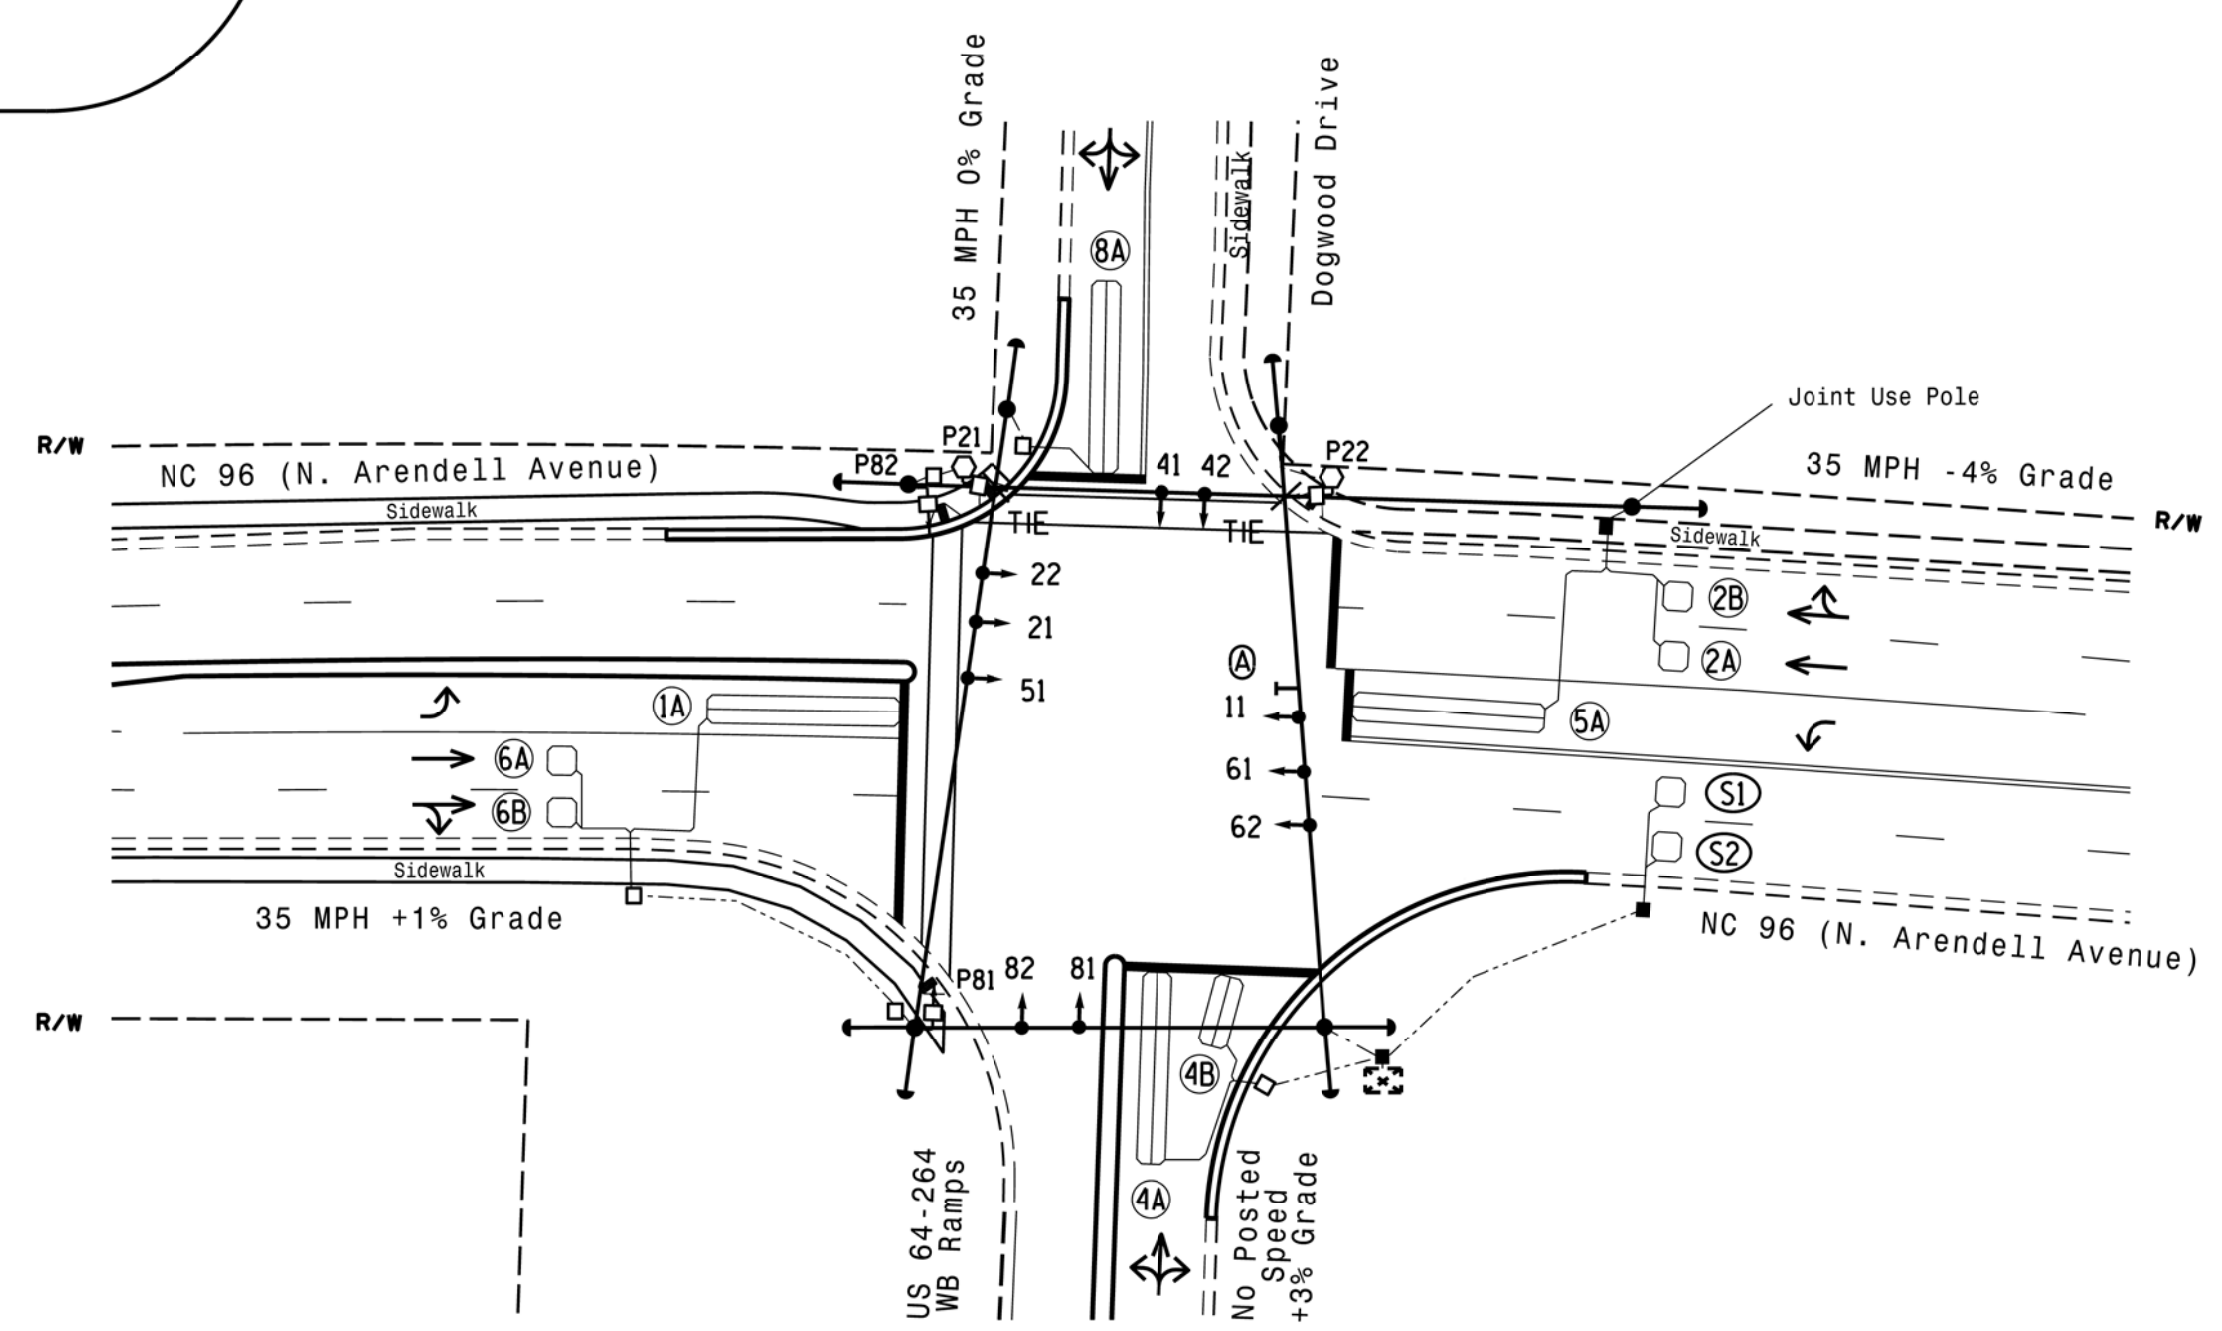 35 MPH 0% Grade
Sidewalk
Dogwood Drive
8A
Joint Use Pole
R/W
NC 96 (N. Arendell Avenue)
Sidewalk
P82
P21
41
42
P22
35 MPH -4% Grade
R/W
Sidewalk
TIE
TIE
22
21
51
2B
2A
A
11
61
62
5A
S1
S2
1A
6A
6B
Sidewalk
35 MPH +1% Grade
NC 96 (N. Arendell Avenue)
R/W
P81
82
81
4B
4A
US 64-264
WB Ramps
No Posted
Speed
+3% Grade